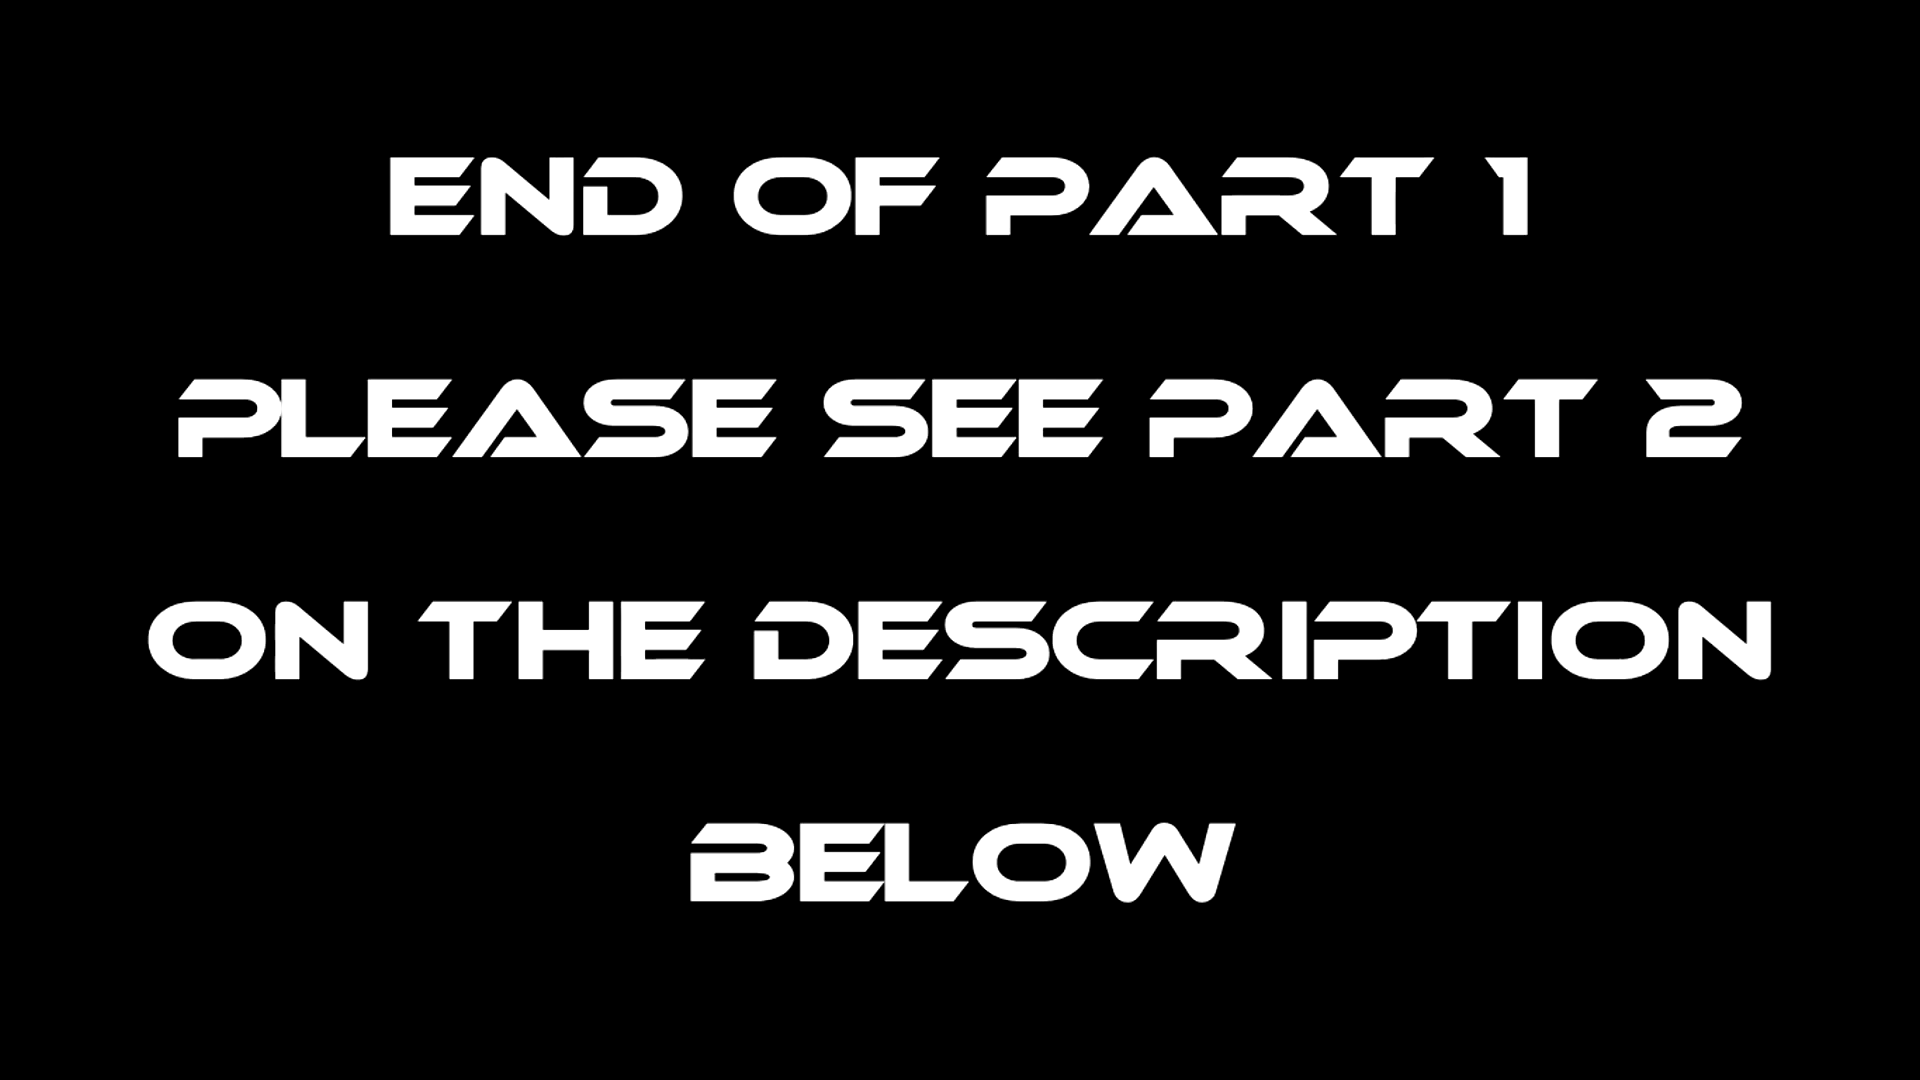 END OF PART 1
PLEASE SEE PART 2
ON THE DESCRIPTION
BELOW